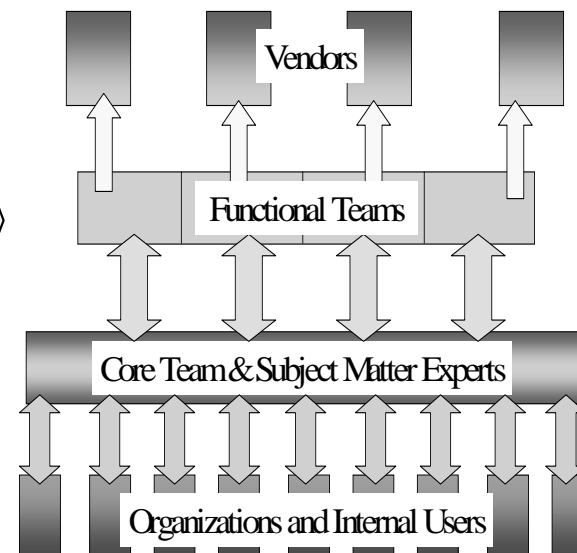 Vendors
Functional Teams
Core Team & Subject Matter Experts
Organizations and Internal Users